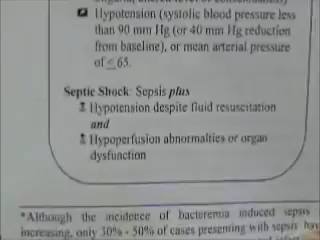 Hypotension (systolic blood pressure less
than 90 mm Hg (or 40 mm Hg reduction
from baseline), or mean arterial pressure
of ≤ 65.
Septic Shock: Sepsis plus
Hypotension despite fluid resuscitation
and
Hypoperfusion abnormalties or organ
dysfunction
*Although the incidence of bacteremia induced sepsis
increasing, only 30% - 50% of cases presenting with sepsis hav